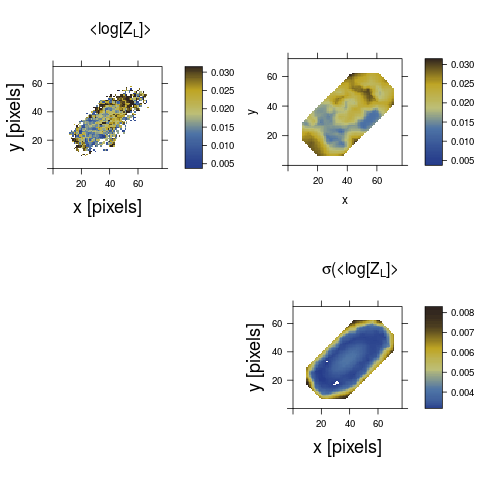 <log[Z_L]>
60
40
20
20 40 60
x [pixels]
y [pixels]
0.030
0.025
0.020
0.015
0.010
0.005
60
40
20
20 40 60
x
y
0.030
0.025
0.020
0.015
0.010
0.005
σ(<log[Z_L]>
60
40
20
20 40 60
x [pixels]
y [pixels]
0.008
0.007
0.006
0.005
0.004